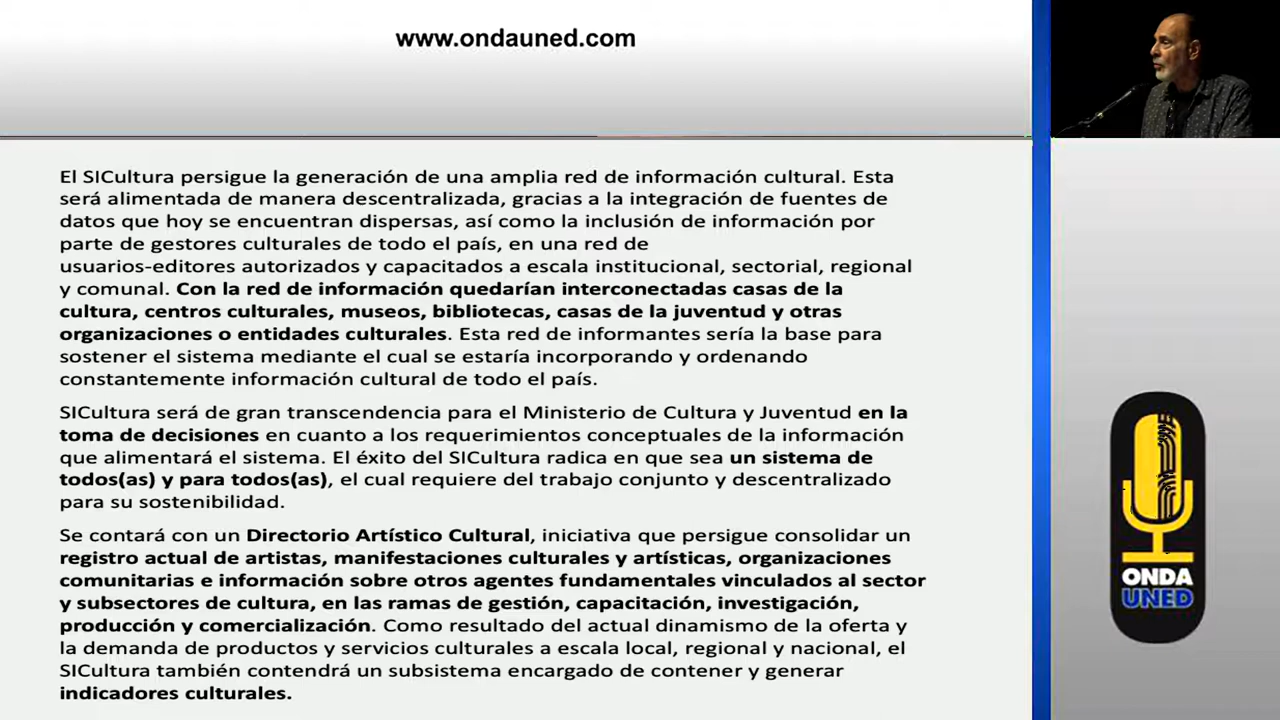 www.ondauned.com
El SICultura persigue la generación de una amplia red de información cultural. Esta
será alimentada de manera descentralizada, gracias a la integración de fuentes de
datos que hoy se encuentran dispersas, así como la inclusión de información por
parte de gestores culturales de todo el país, en una red de
usuarios-editores autorizados y capacitados a escala institucional, sectorial, regional
y comunal. Con la red de información quedarían interconectadas casas de la
cultura, centros culturales, museos, bibliotecas, casas de la juventud y otras
organizaciones o entidades culturales. Esta red de informantes sería la base para
sostener el sistema mediante el cual se estaría incorporando y ordenando
constantemente información cultural de todo el país.
SICultura será de gran transcendencia para el Ministerio de Cultura y Juventud en la
toma de decisiones en cuanto a los requerimientos conceptuales de la información
que alimentará el sistema. El éxito del SICultura radica en que sea un sistema de
todos(as) y para todos(as), el cual requiere del trabajo conjunto y descentralizado
para su sostenibilidad.
Se contará con un Directorio Artístico Cultural, iniciativa que persigue consolidar un
registro actual de artistas, manifestaciones culturales y artísticas, organizaciones
comunitarias e información sobre otros agentes fundamentales vinculados al sector
y subsectores de cultura, en las ramas de gestión, capacitación, investigación,
producción y comercialización. Como resultado del actual dinamismo de la oferta y
la demanda de productos y servicios culturales a escala local, regional y nacional, el
SICultura también contendrá un subsistema encargado de contener y generar
indicadores culturales.
ONDA
UNED